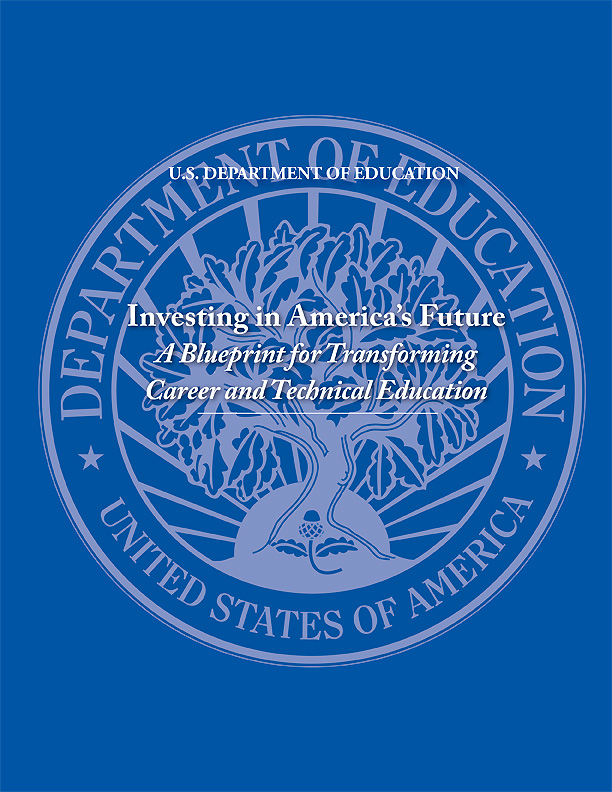 U.S. DEPARTMENT OF EDUCATION
Investing in America's Future
A Blueprint for Transforming
Career and Technical Education
DEPARTMENT OF EDUCATION
UNITED STATES OF AMERICA